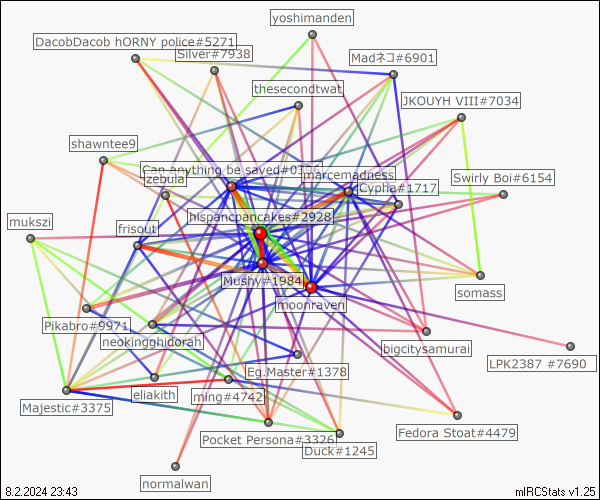 yoshimanden
DacobDacob hORNY police#5271
Silver#7938
Madネコ#6901
thesecondtwat
JKOUYH VIII#7034
shawntee9
Can anything be saved#0396
marcemadness
zebula
Cypha#1717
Swirly Boi#6154
mukszi
hispancpancakes#2928
frisout
Mushy#1984
somass
moonraven
Pikabro#9971
neokingghidorah
bigcitysamurai
LPK2387 #7690
Eg.Master#1378
eliakith
ming#4742
Majestic#3375
Fedora Stoat#4479
Pocket Persona#3326
Duck#1245
normalwan
8.2.2024 23:43
mIRCStats v1.25